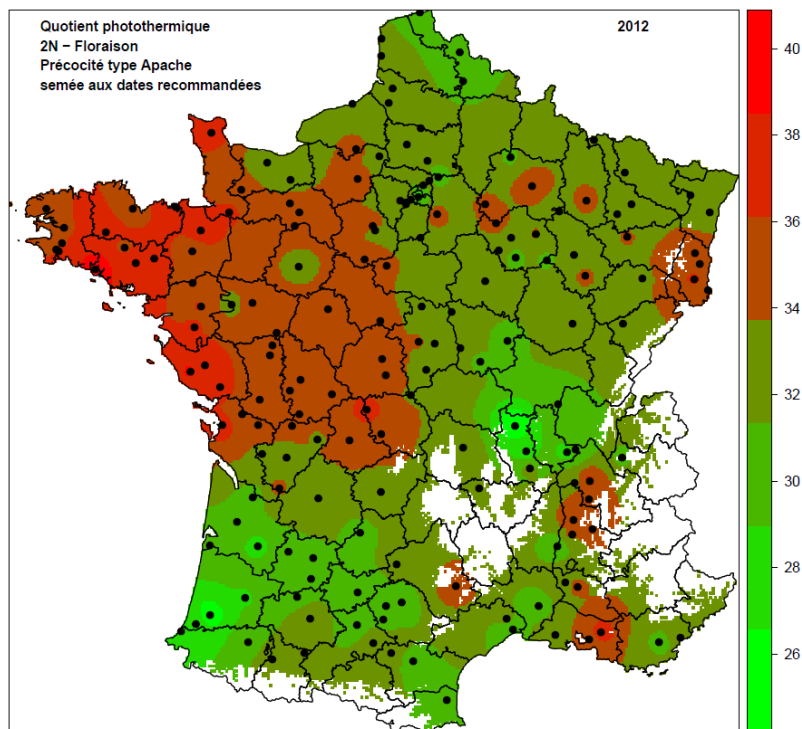 Quotient photothermique
2012
2N − Floraison
Précocité type Apache
semée aux dates recommandées
40
38
36
34
32
30
28
26